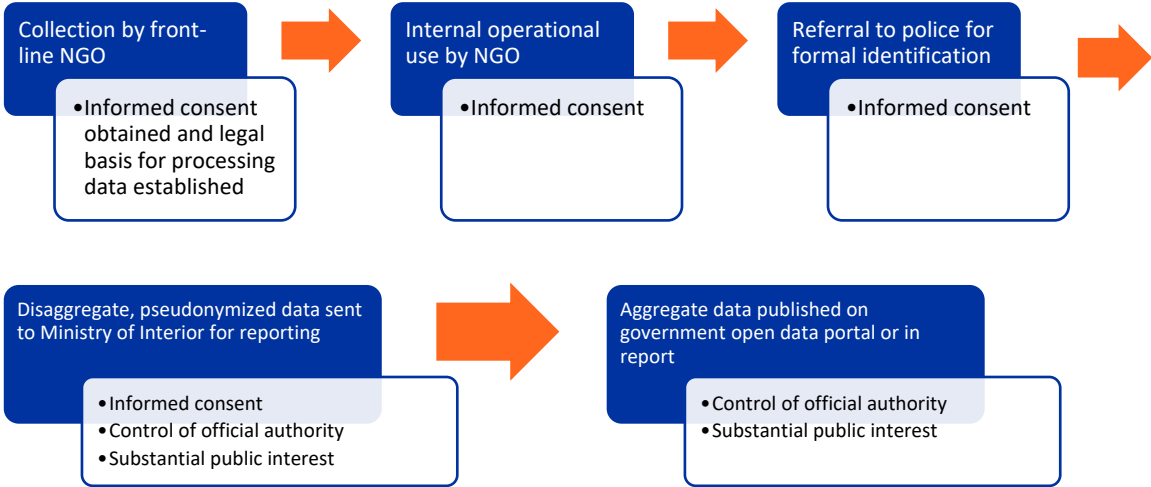 Collection by front-
line NGO
•Informed consent
obtained and legal
basis for processing
data established
Internal operational
use by NGO
•Informed consent
Referral to police for
formal identification
•Informed consent
Disaggregate, pseudonymized data sent
to Ministry of Interior for reporting
•Informed consent
•Control of official authority
•Substantial public interest
Aggregate data published on
government open data portal or in
report
•Control of official authority
•Substantial public interest